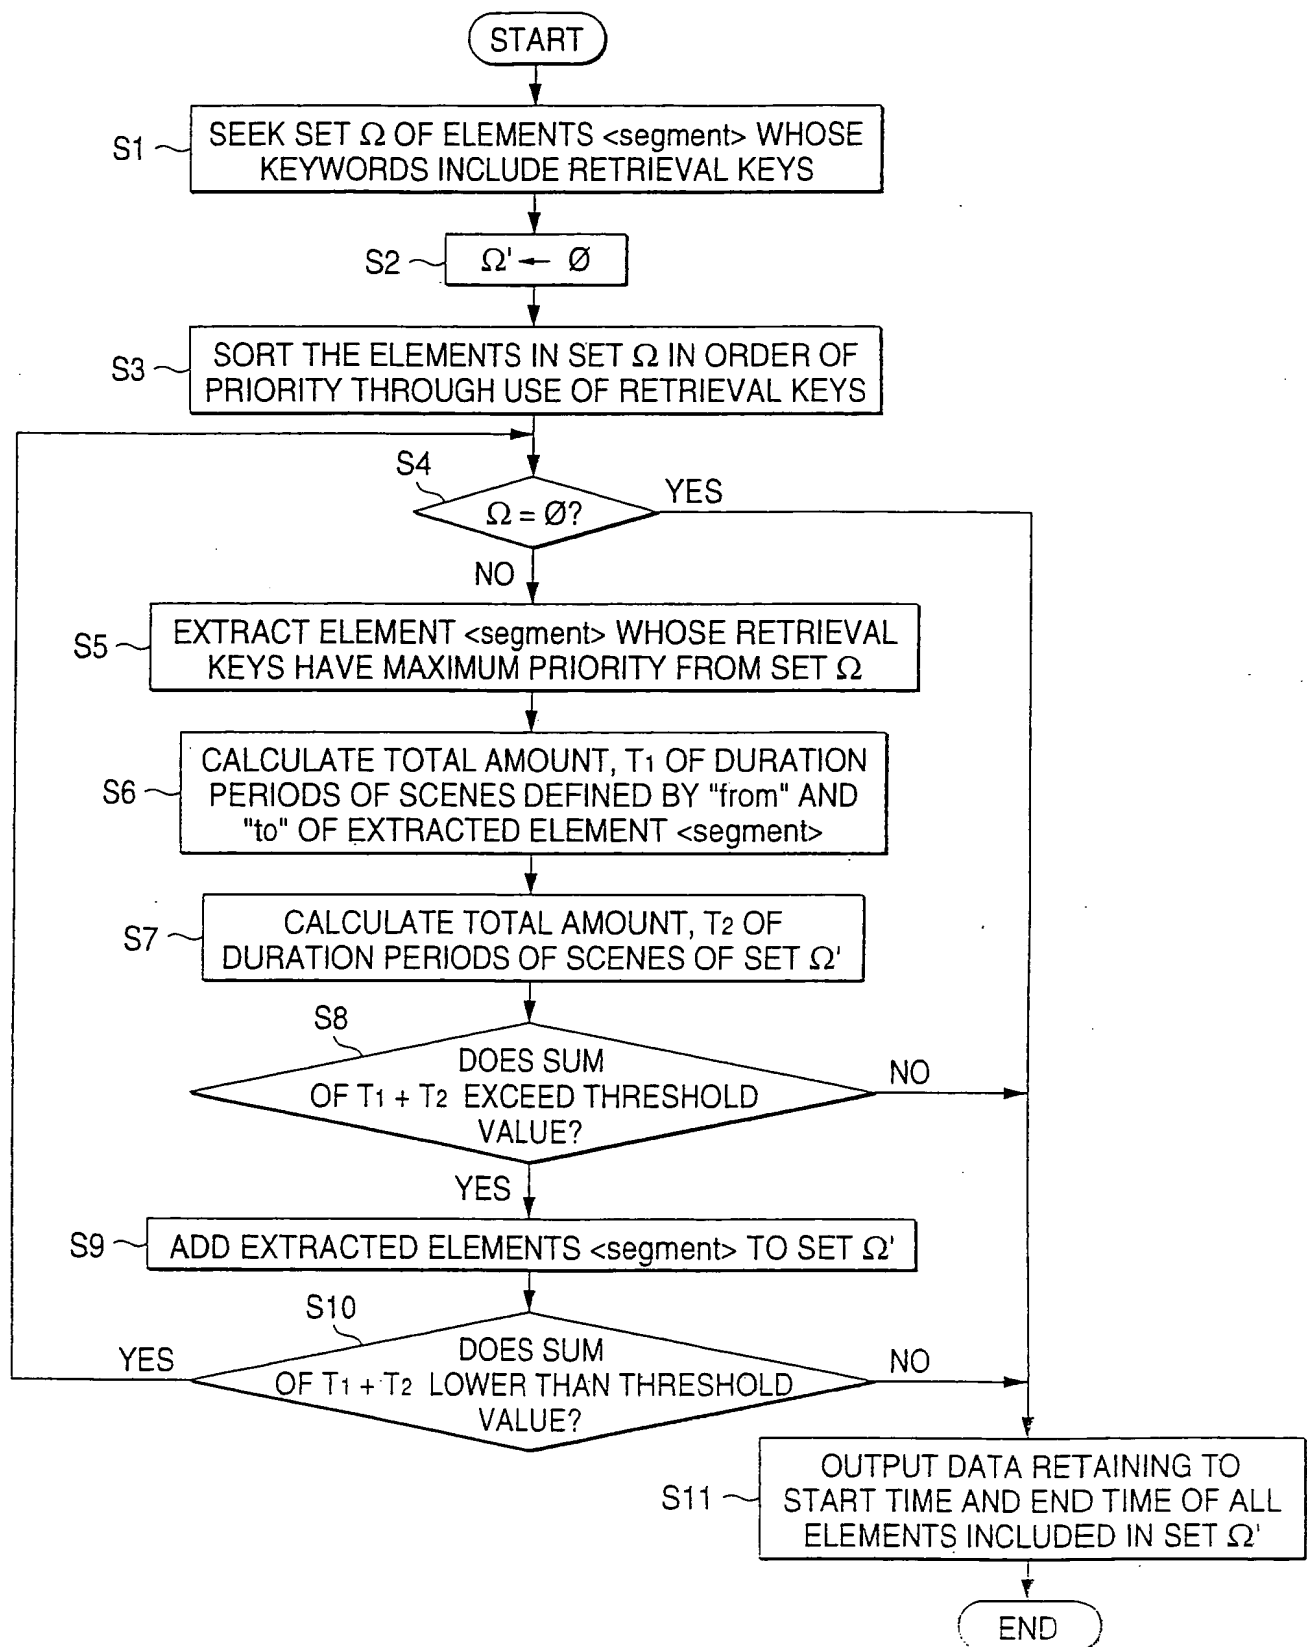 START
S1
SEEK SET Ω OF ELEMENTS <segment> WHOSE
KEYWORDS INCLUDE RETRIEVAL KEYS
S2
Ω' ← Ø
S3
SORT THE ELEMENTS IN SET Ω IN ORDER OF
PRIORITY THROUGH USE OF RETRIEVAL KEYS
S4
Ω = Ø?
YES
NO
S5
EXTRACT ELEMENT <segment> WHOSE RETRIEVAL
KEYS HAVE MAXIMUM PRIORITY FROM SET Ω
S6
CALCULATE TOTAL AMOUNT, T1 OF DURATION
PERIODS OF SCENES DEFINED BY "from" AND
"to" OF EXTRACTED ELEMENT <segment>
S7
CALCULATE TOTAL AMOUNT, T2 OF
DURATION PERIODS OF SCENES OF SET Ω'
S8
DOES SUM
OF T1 + T2 EXCEED THRESHOLD
VALUE?
NO
YES
S9
ADD EXTRACTED ELEMENTS <segment> TO SET Ω'
S10
DOES SUM
OF T1 + T2 LOWER THAN THRESHOLD
VALUE?
YES
NO
S11
OUTPUT DATA RETAINING TO
START TIME AND END TIME OF ALL
ELEMENTS INCLUDED IN SET Ω'
END